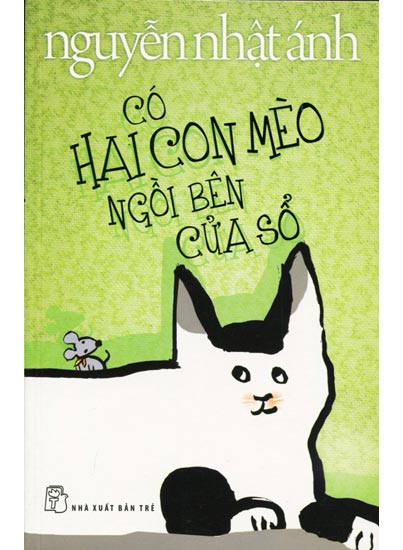 nguyễn nhật ánh
CÓ
HAI CON MÈO
NGỒI BÊN
CỬA SỔ
NHÀ XUẤT BẢN TRẺ